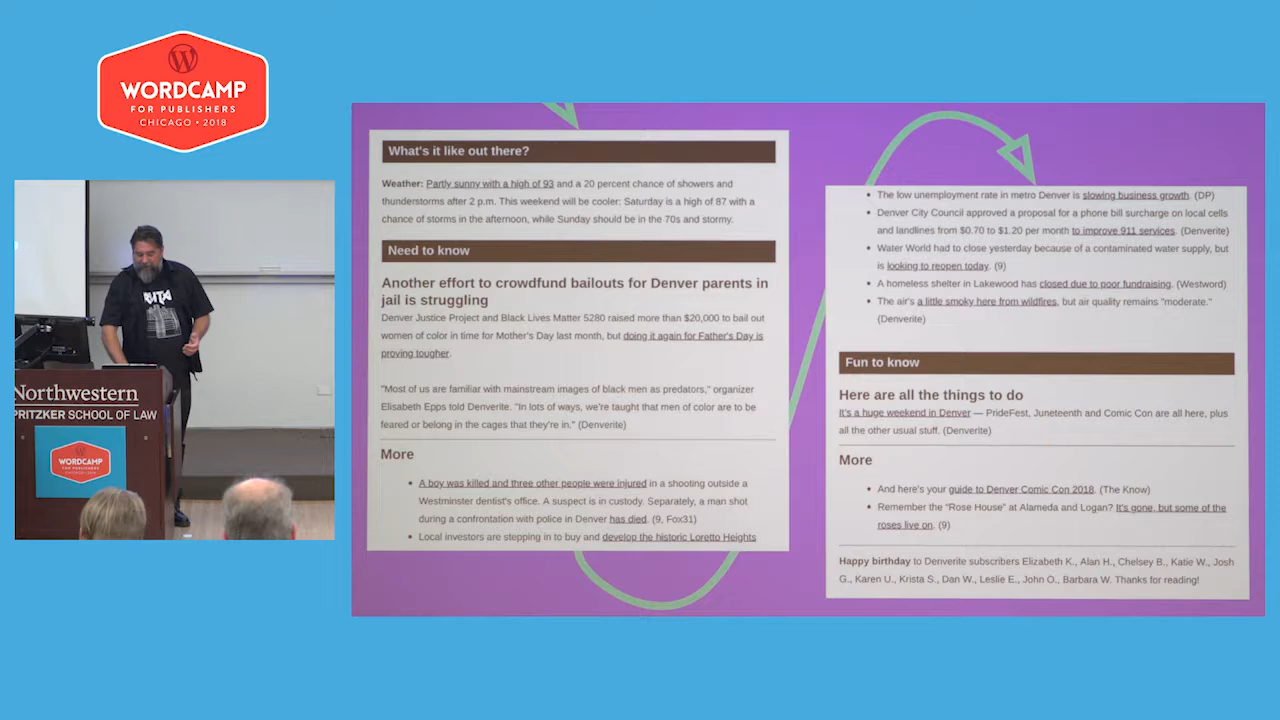 WORDCAMP
FOR PUBLISHERS
CHICAGO • 2018
Northwestern
PRITZKER SCHOOL OF LAW
WORDCAMP
FOR PUBLISHERS
What's it like out there?
Weather: Partly sunny with a high of 93 and a 20 percent chance of showers and
thunderstorms after 2 p.m. This weekend will be cooler: Saturday is a high of 87 with a
chance of storms in the afternoon, while Sunday should be in the 70s and stormy.
Need to know
Another effort to crowdfund bailouts for Denver parents in
jail is struggling
Denver Justice Project and Black Lives Matter 5280 raised more than $20,000 to bail out
women of color in time for Mother's Day last month, but doing it again for Father's Day is
proving tougher.
"Most of us are familiar with mainstream images of black men as predators," organizer
Elisabeth Epps told Denverite. "In lots of ways, we're taught that men of color are to be
feared or belong in the cages that they're in." (Denverite)
More
• A boy was killed and three other people were injured in a shooting outside a
Westminster dentist's office. A suspect is in custody. Separately, a man shot
during a confrontation with police in Denver has died. (9, Fox31)
• Local investors are stepping in to buy and develop the historic Loretto Heights
• The low unemployment rate in metro Denver is slowing business growth. (DP)
• Denver City Council approved a proposal for a phone bill surcharge on local cells
and landlines from $0.70 to $1.20 per month to improve 911 services. (Denverite)
• Water World had to close yesterday because of a contaminated water supply, but
is looking to reopen today. (9)
• A homeless shelter in Lakewood has closed due to poor fundraising. (Westword)
• The air's a little smoky here from wildfires, but air quality remains "moderate."
(Denverite)
Fun to know
Here are all the things to do
It's a huge weekend in Denver — PrideFest, Juneteenth and Comic Con are all here, plus
all the other usual stuff. (Denverite)
More
• And here's your guide to Denver Comic Con 2018. (The Know)
• Remember the "Rose House" at Alameda and Logan? It's gone, but some of the
roses live on. (9)
Happy birthday to Denverite subscribers Elizabeth K., Alan H., Chelsey B., Katie W., Josh
G., Karen U., Krista S., Dan W., Leslie E., John O., Barbara W. Thanks for reading!